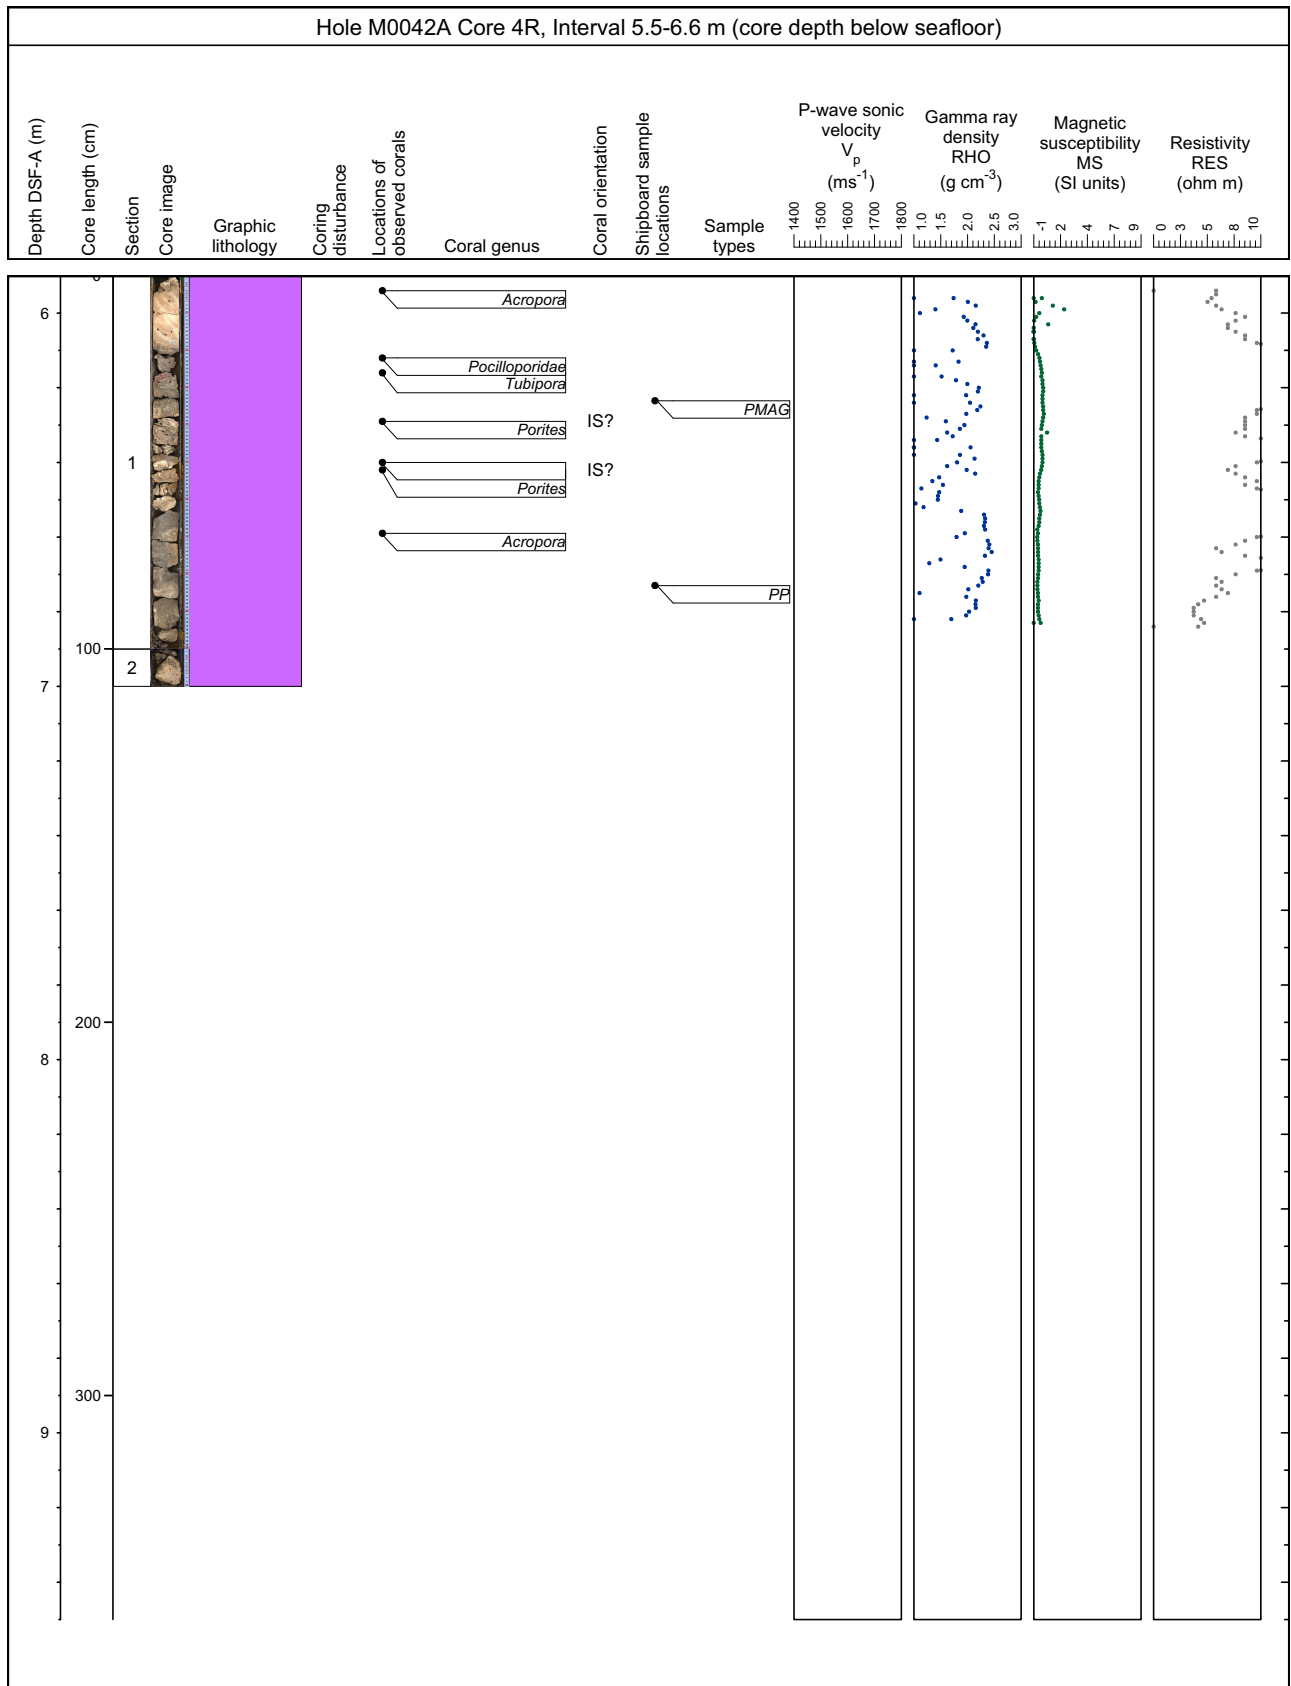 Hole M0042A Core 4R, Interval 5.5-6.6 m (core depth below seafloor)
Depth DSF-A (m)
Core length (cm)
Section
Core image
Graphic
lithology
Coring
disturbance
Locations of
observed corals
Coral genus
Coral orientation
Shipboard sample
locations
Sample
types
P-wave sonic
velocity
Vp
(ms-1)
1400 1500 1600 1700 1800
Gamma ray
density
RHO
(g cm-3)
1.0 1.5 2.0 2.5 3.0
Magnetic
susceptibility
MS
(SI units)
-1 2 4 7 9
Resistivity
RES
(ohm m)
0 3 5 8 10
0
Acropora
6
Pocilloporidae
Tubipora
PMAG
IS?
Porites
1
IS?
Porites
Acropora
PP
100
2
7
200
8
300
9